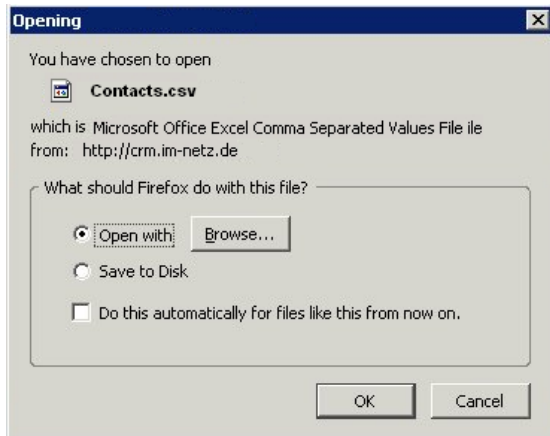 Opening
You have chosen to open
Contacts.csv
which is Microsoft Office Excel Comma Separated Values File ile
from: http://crm.im-netz.de
What should Firefox do with this file?
Open with Browse...
Save to Disk
Do this automatically for files like this from now on.
OK Cancel